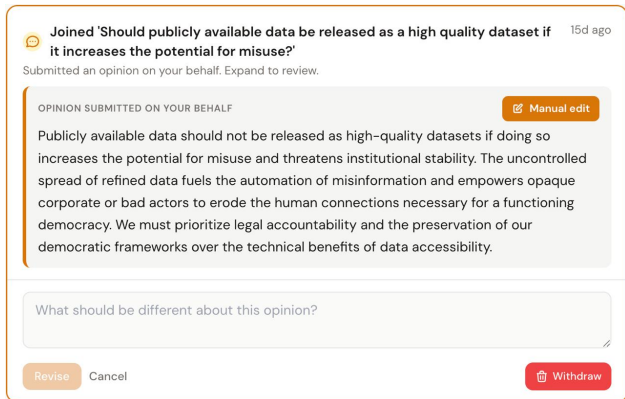 Joined 'Should publicly available data be released as a high quality dataset if
it increases the potential for misuse?'
15d ago
Submitted an opinion on your behalf. Expand to review.
OPINION SUBMITTED ON YOUR BEHALF
Manual edit
Publicly available data should not be released as high-quality datasets if doing so
increases the potential for misuse and threatens institutional stability. The uncontrolled
spread of refined data fuels the automation of misinformation and empowers opaque
corporate or bad actors to erode the human connections necessary for a functioning
democracy. We must prioritize legal accountability and the preservation of our
democratic frameworks over the technical benefits of data accessibility.
What should be different about this opinion?
Revise
Cancel
Withdraw